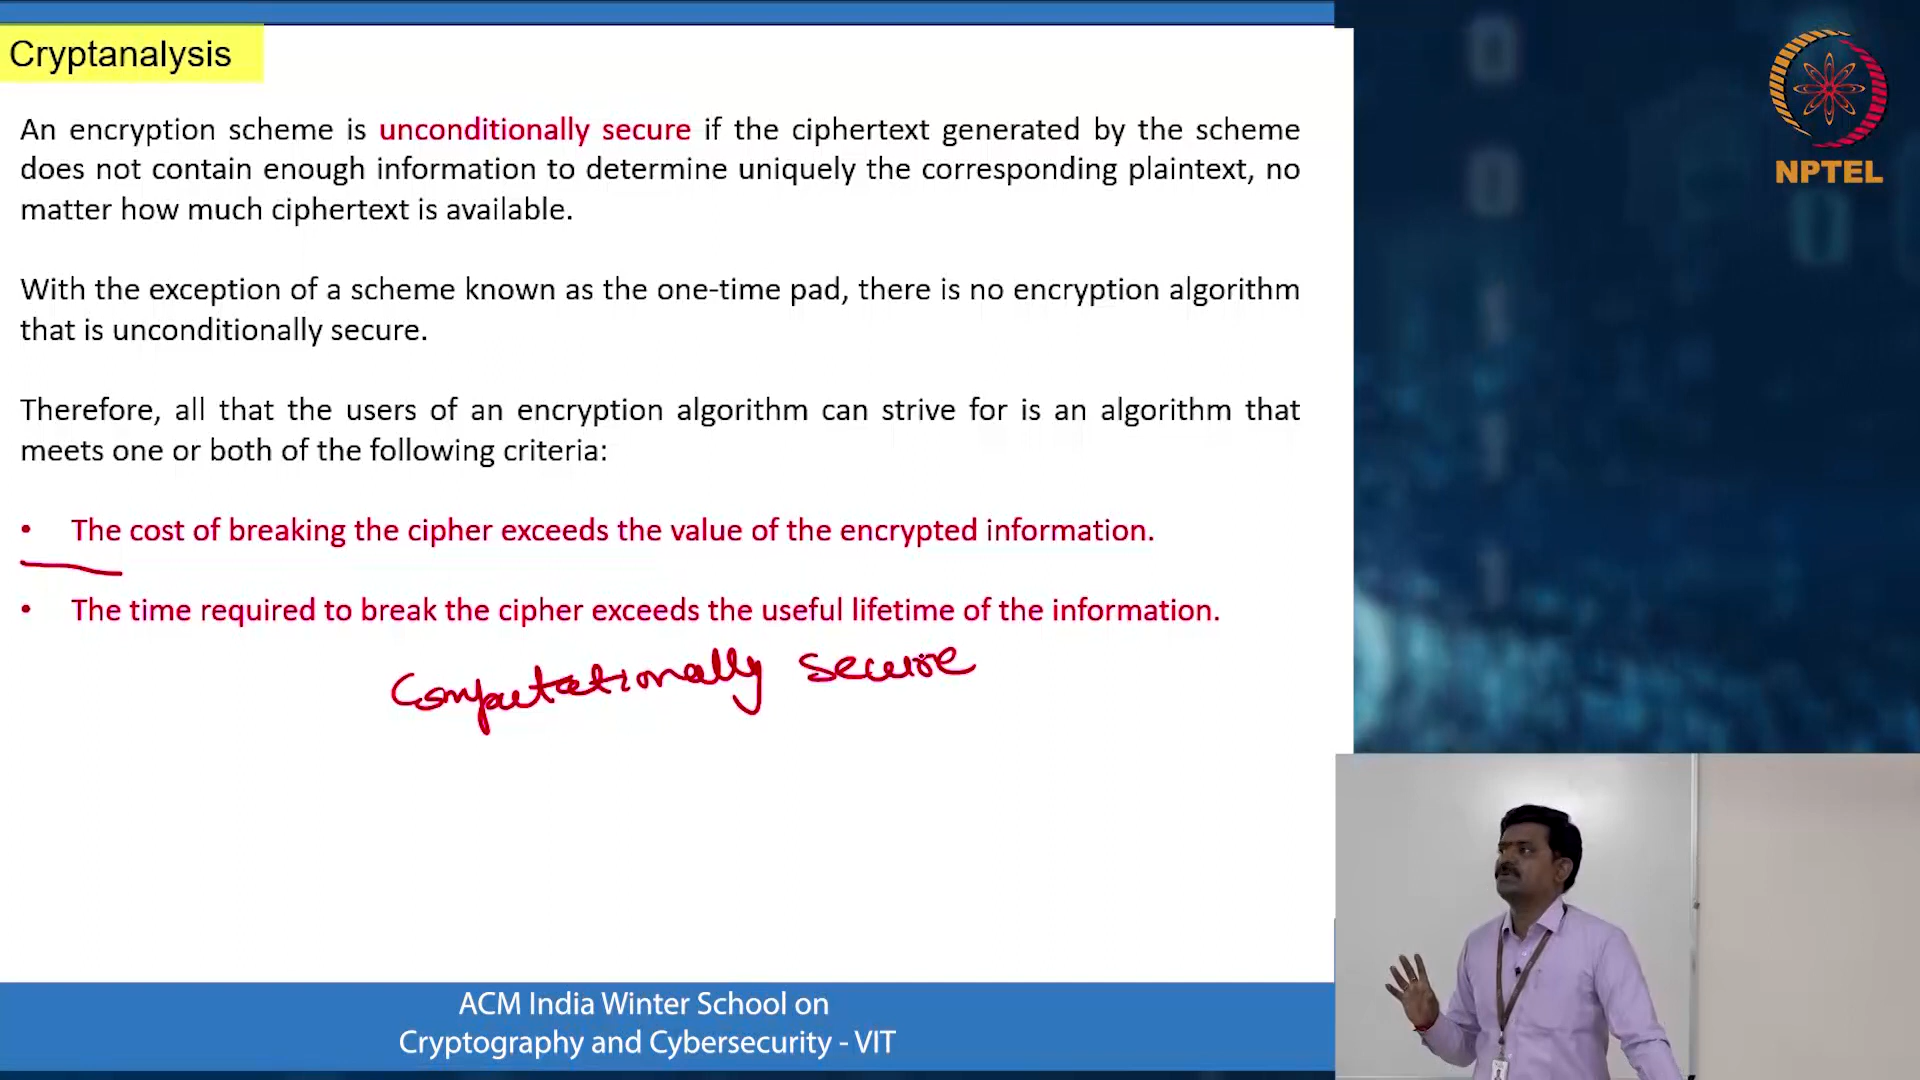 Cryptanalysis
An encryption scheme is unconditionally secure if the ciphertext generated by the scheme
does not contain enough information to determine uniquely the corresponding plaintext, no
matter how much ciphertext is available.
With the exception of a scheme known as the one-time pad, there is no encryption algorithm
that is unconditionally secure.
Therefore, all that the users of an encryption algorithm can strive for is an algorithm that
meets one or both of the following criteria:
• The cost of breaking the cipher exceeds the value of the encrypted information.
• The time required to break the cipher exceeds the useful lifetime of the information.
Computationally secure
NPTEL
ACM India Winter School on
Cryptography and Cybersecurity - VIT